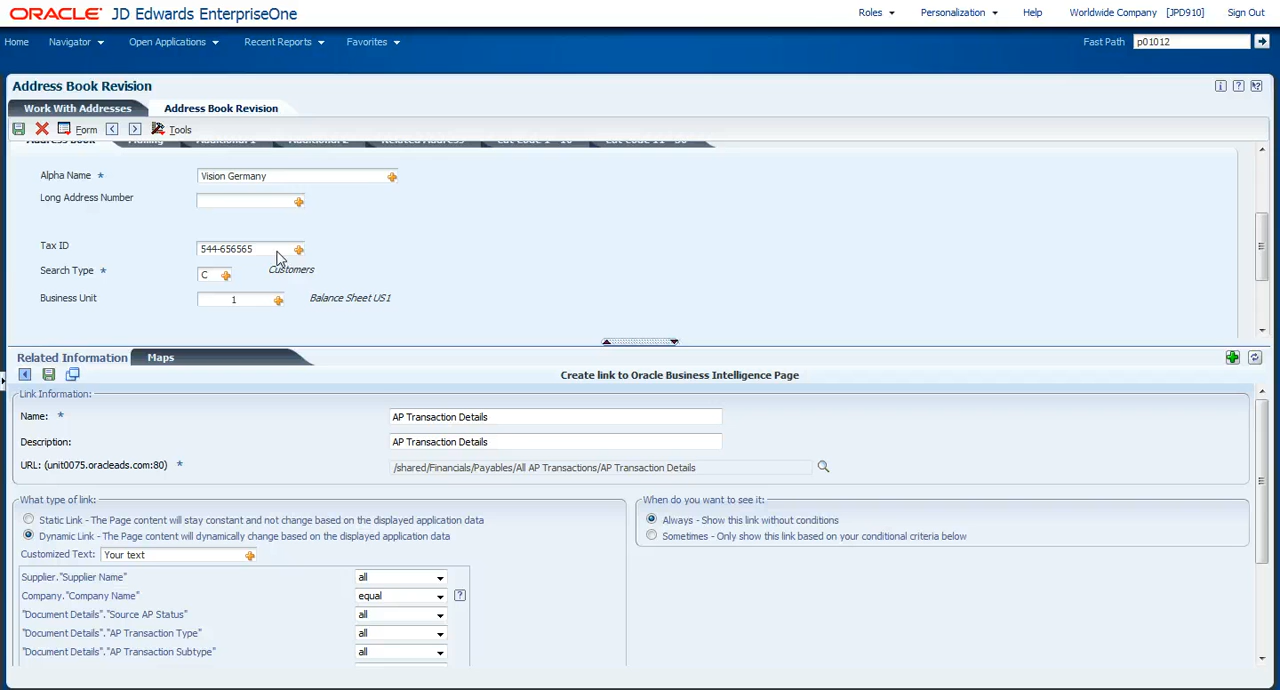 ORACLE JD Edwards EnterpriseOne Roles Personalization Help Worldwide Company [JPD910] Sign Out
Home Navigator Open Applications Recent Reports Favorites Fast Path p01012
Address Book Revision
Work With Addresses Address Book Revision
Form Tools
Address Book Mailing Additional 1 Additional 2 Related Address Cat Code 1 - 10 Cat Code 11 - 30
Alpha Name * Vision Germany
Long Address Number
Tax ID 544-656565
Search Type * C Customers
Business Unit 1 Balance Sheet US1
Related Information Maps
Create link to Oracle Business Intelligence Page
Link Information:
Name: * AP Transaction Details
Description: AP Transaction Details
URL: (unit0075.oracleads.com:80) * /shared/Financials/Payables/All AP Transactions/AP Transaction Details
What type of link: When do you want to see it:
Static Link - The Page content will stay constant and not change based on the displayed application data Always - Show this link without conditions
Dynamic Link - The Page content will dynamically change based on the displayed application data Sometimes - Only show this link based on your conditional criteria below
Customized Text: Your text
Supplier."Supplier Name" all
Company."Company Name" equal ?
"Document Details"."Source AP Status" all
"Document Details"."AP Transaction Type" all
"Document Details"."AP Transaction Subtype" all